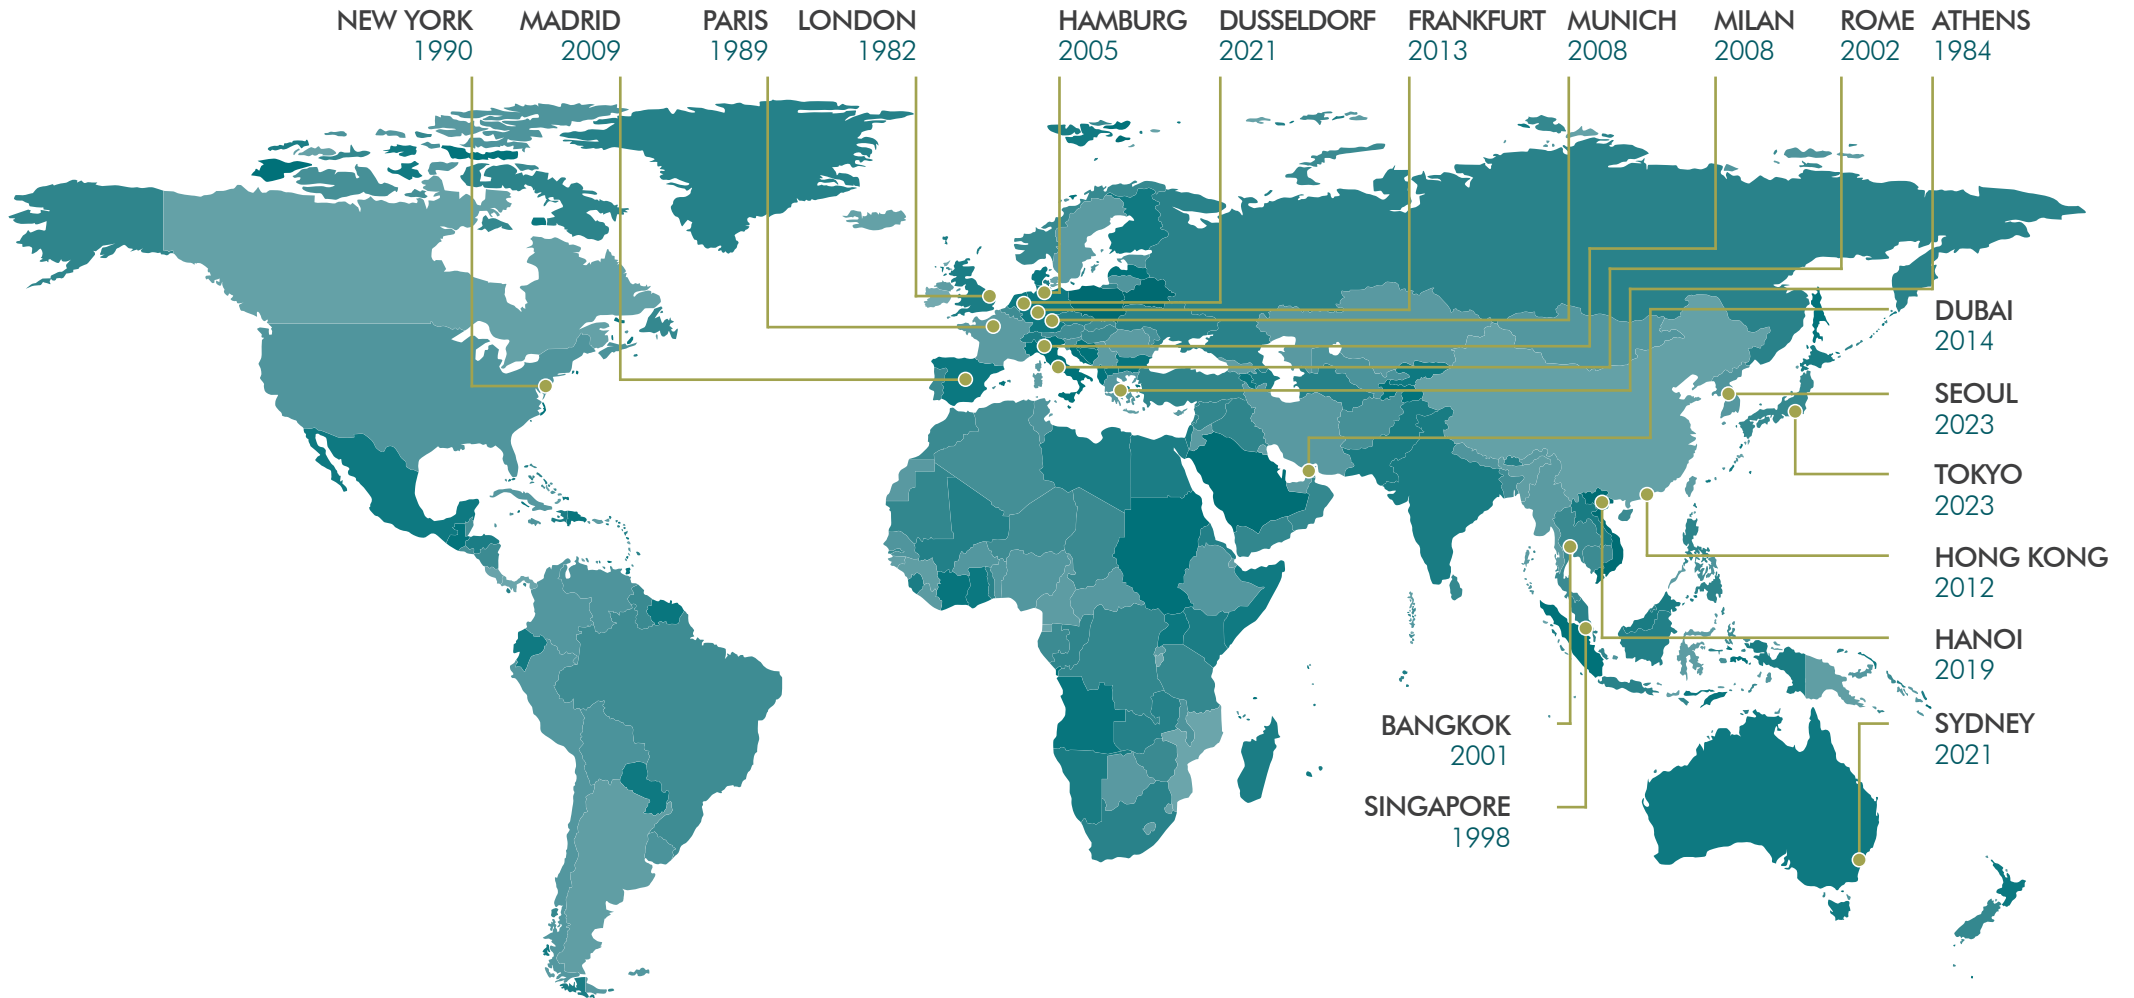 NEW YORK
1990
MADRID
2009
PARIS
1989
LONDON
1982
HAMBURG
2005
DUSSELDORF
2021
FRANKFURT
2013
MUNICH
2008
MILAN
2008
ROME
2002
ATHENS
1984
DUBAI
2014
SEOUL
2023
TOKYO
2023
HONG KONG
2012
HANOI
2019
SYDNEY
2021
BANGKOK
2001
SINGAPORE
1998